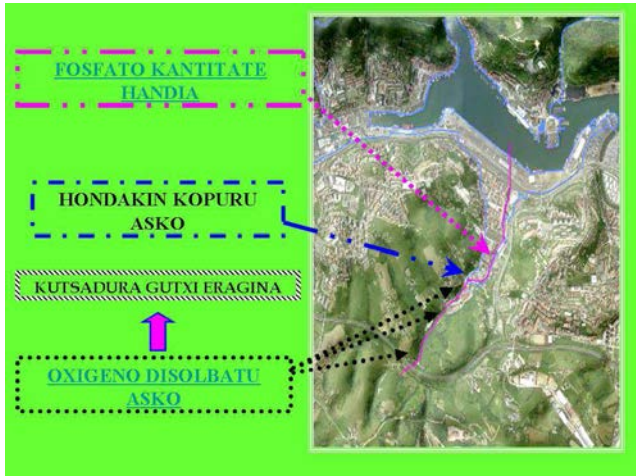 FOSFATO KANTITATE
HANDIA
HONDAKIN KOPURU
ASKO
KUTSADURA GUTXI ERAGINA
OXIGENO DISOLBATU
ASKO